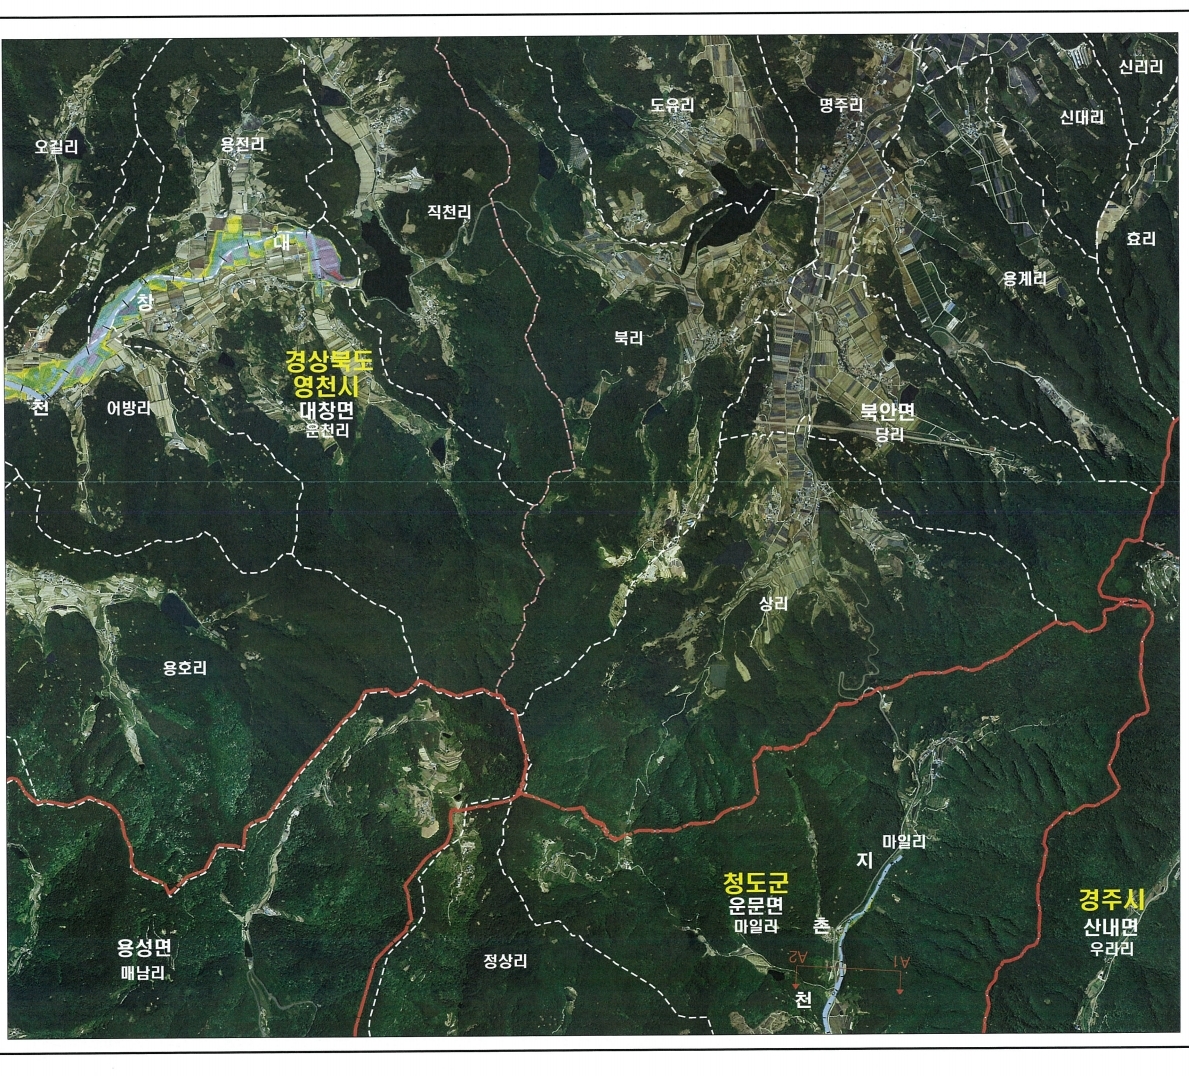 신리리
도유리
명주리
신대리
오길리
용전리
직천리
효리
대
용계리
창
북리
경상북도
영천시
대창면
운천리
천
어방리
북안면
당리
상리
용호리
마일리
지
청도군
운문면
마일리
경주시
산내면
우라리
촌
용성면
매남리
정상리
A2
A1
천